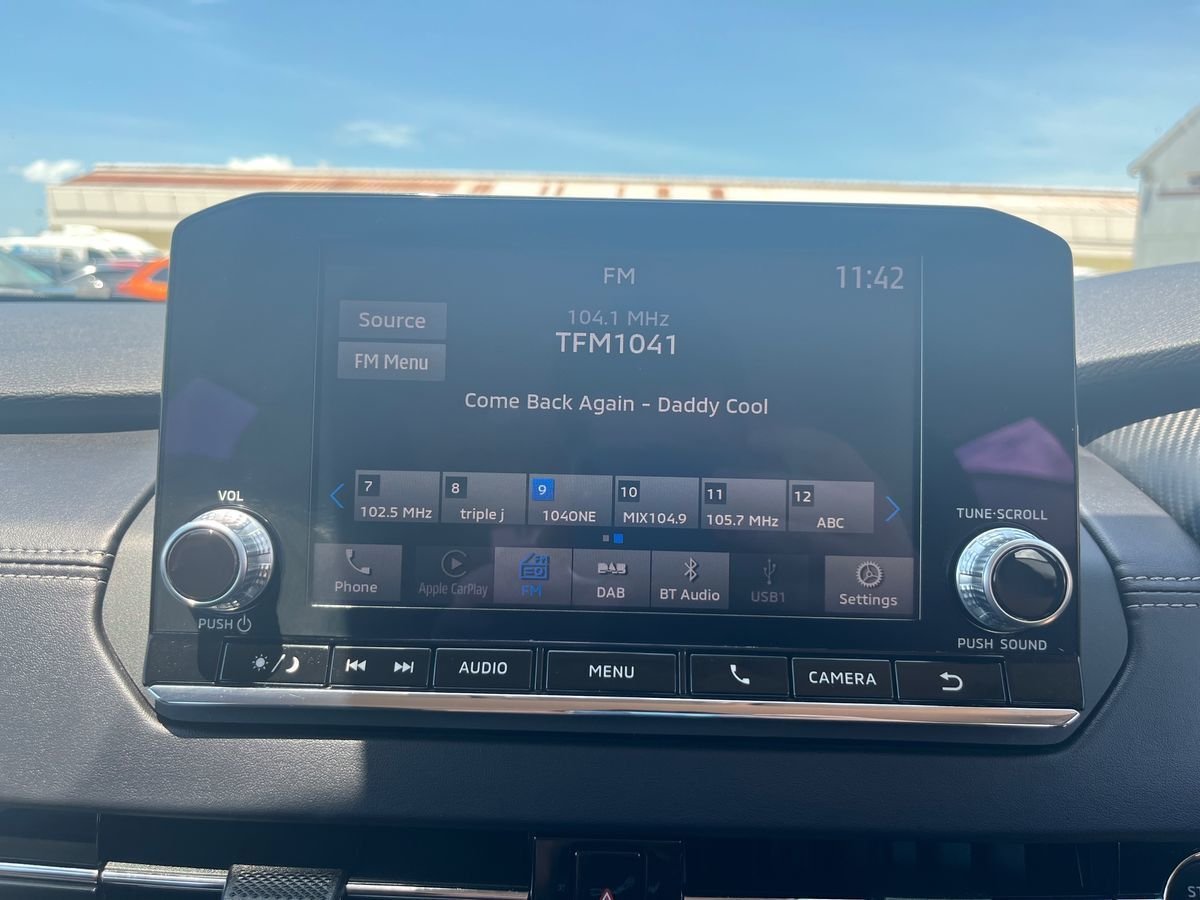 FM
11:42
Source
104.1 MHz
TFM1041
FM Menu
Come Back Again - Daddy Cool
7 8 9 10 11 12
102.5 MHz triple j 104ONE MIX104.9 105.7 MHz ABC
VOL
TUNE·SCROLL
Phone Apple CarPlay FM DAB BT Audio USB1 Settings
PUSH
PUSH SOUND
AUDIO MENU CAMERA